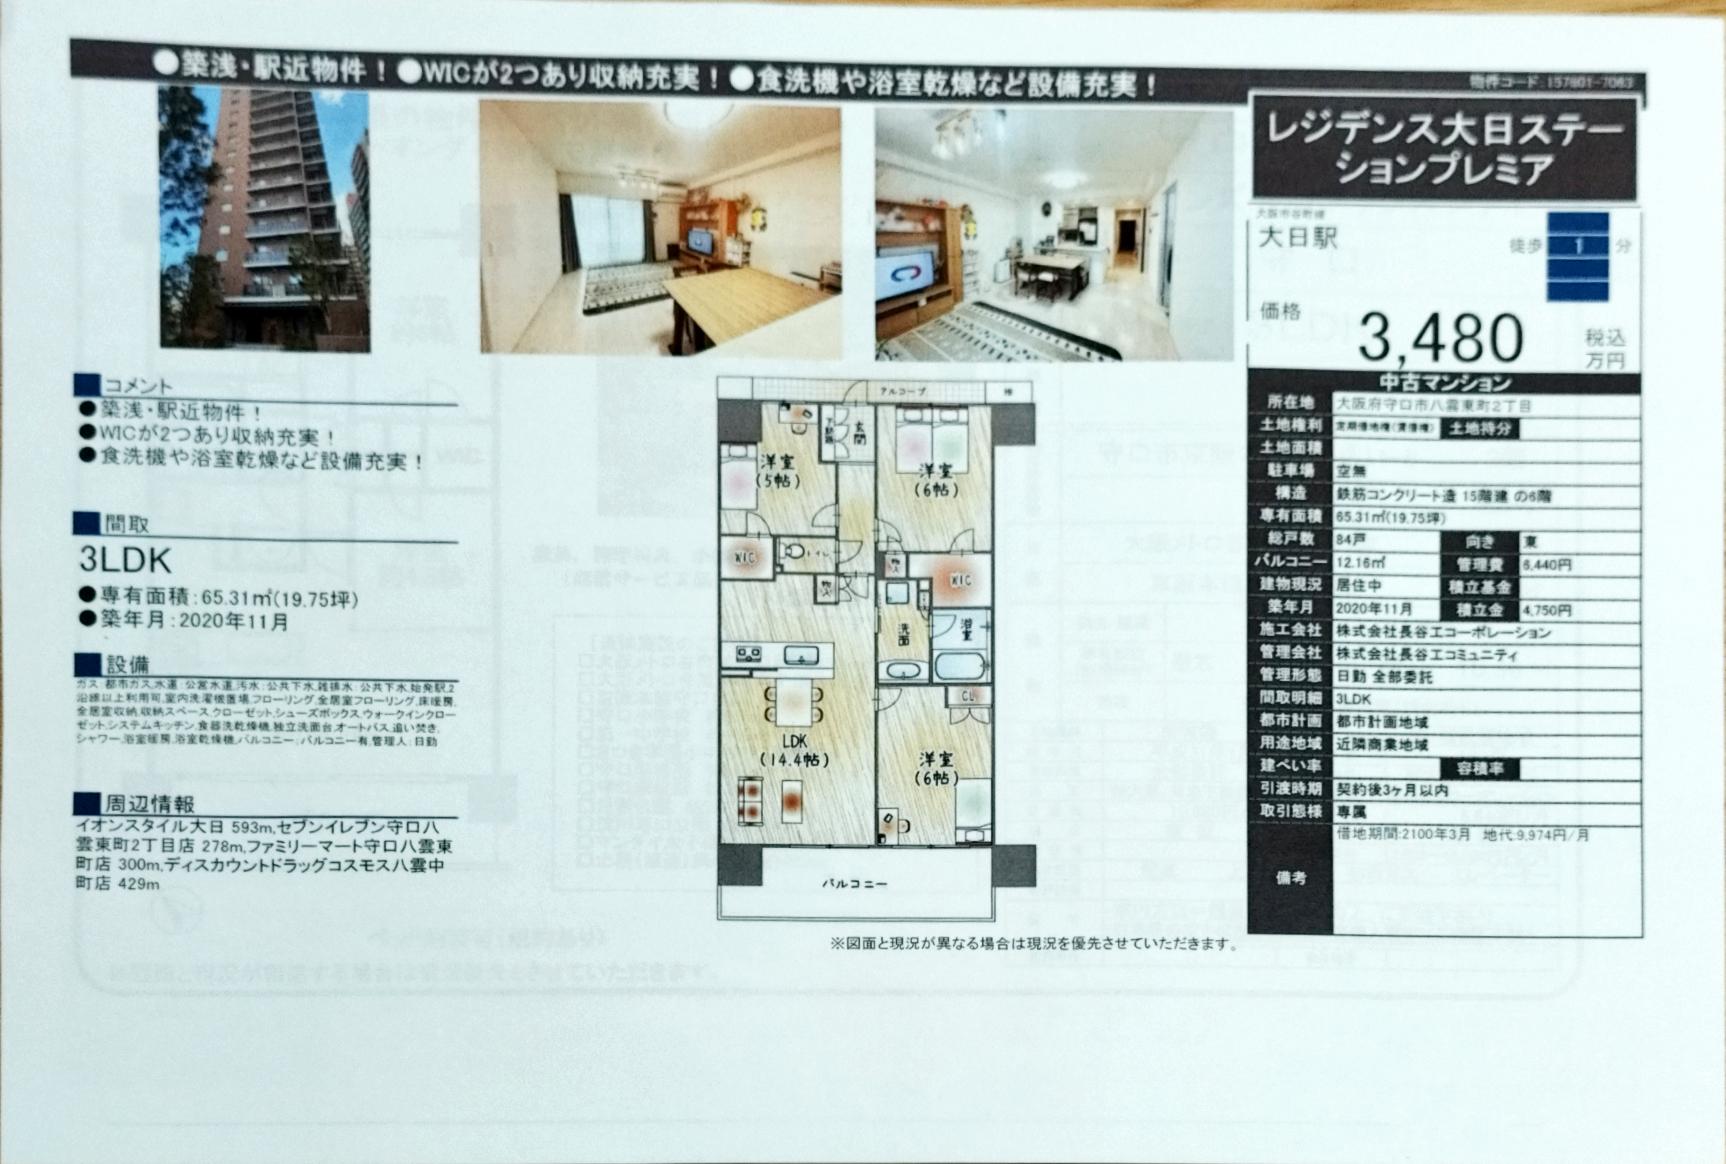 ●築浅・駅近物件！●WICが2つあり収納充実！●食洗機や浴室乾燥など設備充実！
物件コード:157801-7063
レジデンス大日ステー
ションプレミア
大阪市谷町線
大日駅
徒歩 1 分
価格
3,480
税込
万円
中古マンション
所在地 大阪府守口市八雲東町2丁目
土地権利 定期借地権(賃借権) 土地持分
土地面積
駐車場 空無
構造 鉄筋コンクリート造 15階建 の6階
専有面積 65.31㎡(19.75坪)
総戸数 84戸 向き 東
バルコニー 12.16㎡ 管理費 6,440円
建物現況 居住中 積立基金
築年月 2020年11月 積立金 4,750円
施工会社 株式会社長谷工コーポレーション
管理会社 株式会社長谷工コミュニティ
管理形態 日勤 全部委託
間取明細 3LDK
都市計画 都市計画地域
用途地域 近隣商業地域
建ぺい率 容積率
引渡時期 契約後3ヶ月以内
取引態様 専属
備考 借地期間:2100年3月 地代:9,974円/月
コメント
●築浅・駅近物件！
●WICが2つあり収納充実！
●食洗機や浴室乾燥など設備充実！
間取
3LDK
●専有面積:65.31㎡(19.75坪)
●築年月:2020年11月
設備
ガス:都市ガス,水道:公営水道,汚水:公共下水,雑排水:公共下水,始発駅,2
沿線以上利用可,室内洗濯機置場,フローリング,全居室フローリング,床暖房,
全居室収納,収納スペース,クローゼット,シューズボックス,ウォークインクロー
ゼット,システムキッチン,食器洗乾燥機,独立洗面台,オートバス,追い焚き,
シャワー,浴室暖房,浴室乾燥機,バルコニー:バルコニー有,管理人:日勤
周辺情報
イオンスタイル大日 593m,セブンイレブン守口八
雲東町2丁目店 278m,ファミリーマート守口八雲東
町店 300m,ディスカウントドラッグコスモス八雲中
町店 429m
アルコーブ
玄関
下足箱
洋室
(5帖)
洋室
(6帖)
WIC
トイレ
物入
物入
WIC
洗面
浴室
CL
LDK
(14.4帖)
洋室
(6帖)
バルコニー
※図面と現況が異なる場合は現況を優先させていただきます。